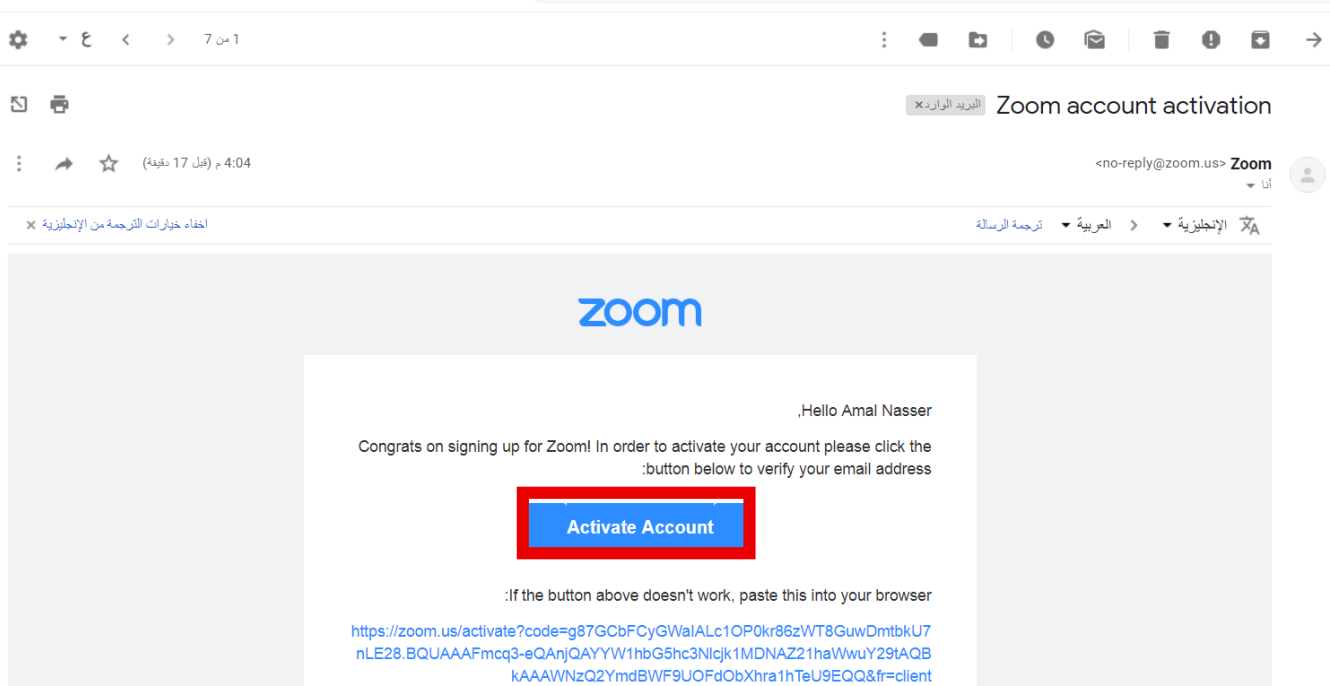 1 من 7
ع
Zoom account activation
البريد الوارد ×
Zoom <no-reply@zoom.us>
4:04 م (قبل 17 دقيقة)
أنا
الإنجليزية
العربية
ترجمة الرسالة
اخفاء خيارات الترجمة من الإنجليزية ×
zoom
,Hello Amal Nasser
Congrats on signing up for Zoom! In order to activate your account please click the
:button below to verify your email address
Activate Account
:If the button above doesn't work, paste this into your browser
https://zoom.us/activate?code=g87GCbFCyGWaIALc1OP0kr86zWT8GuwDmtbkU7
nLE28.BQUAAAFmcq3-eQAnjQAYYW1hbG5hc3NlcjkxMDNAZ21haWwuY29tAQB
kAAAWNzQ2YmdBWF9UOFdObXhra1hTeU9EQQ&fr=client